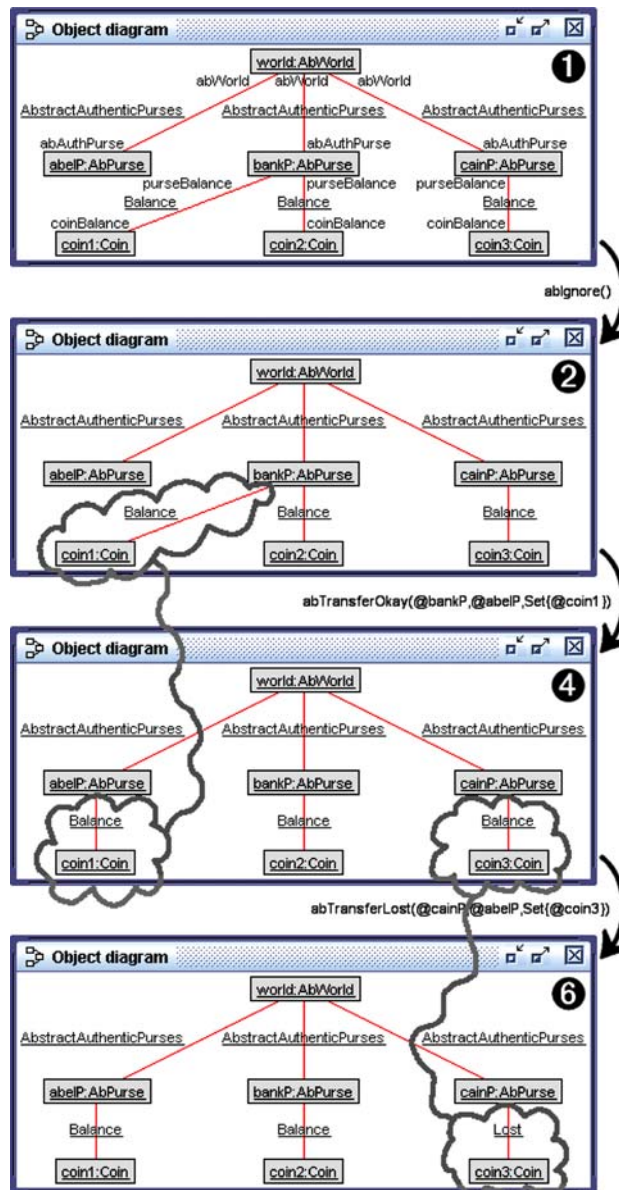 Object diagram
❶
world:AbWorld
abWorld abWorld abWorld
AbstractAuthenticPurses AbstractAuthenticPurses AbstractAuthenticPurses
abAuthPurse abAuthPurse abAuthPurse
abelP:AbPurse bankP:AbPurse cainP:AbPurse
purseBalance purseBalance purseBalance
Balance Balance Balance
coinBalance coinBalance coinBalance
coin1:Coin coin2:Coin coin3:Coin
abIgnore()
Object diagram
❷
world:AbWorld
AbstractAuthenticPurses AbstractAuthenticPurses AbstractAuthenticPurses
abelP:AbPurse bankP:AbPurse cainP:AbPurse
Balance Balance Balance
coin1:Coin coin2:Coin coin3:Coin
abTransferOkay(@bankP,@abelP,Set{@coin1})
Object diagram
❹
world:AbWorld
AbstractAuthenticPurses AbstractAuthenticPurses AbstractAuthenticPurses
abelP:AbPurse bankP:AbPurse cainP:AbPurse
Balance Balance Balance
coin1:Coin coin2:Coin coin3:Coin
abTransferLost(@cainP,@abelP,Set{@coin3})
Object diagram
❻
world:AbWorld
AbstractAuthenticPurses AbstractAuthenticPurses AbstractAuthenticPurses
abelP:AbPurse bankP:AbPurse cainP:AbPurse
Balance Balance Lost
coin1:Coin coin2:Coin coin3:Coin